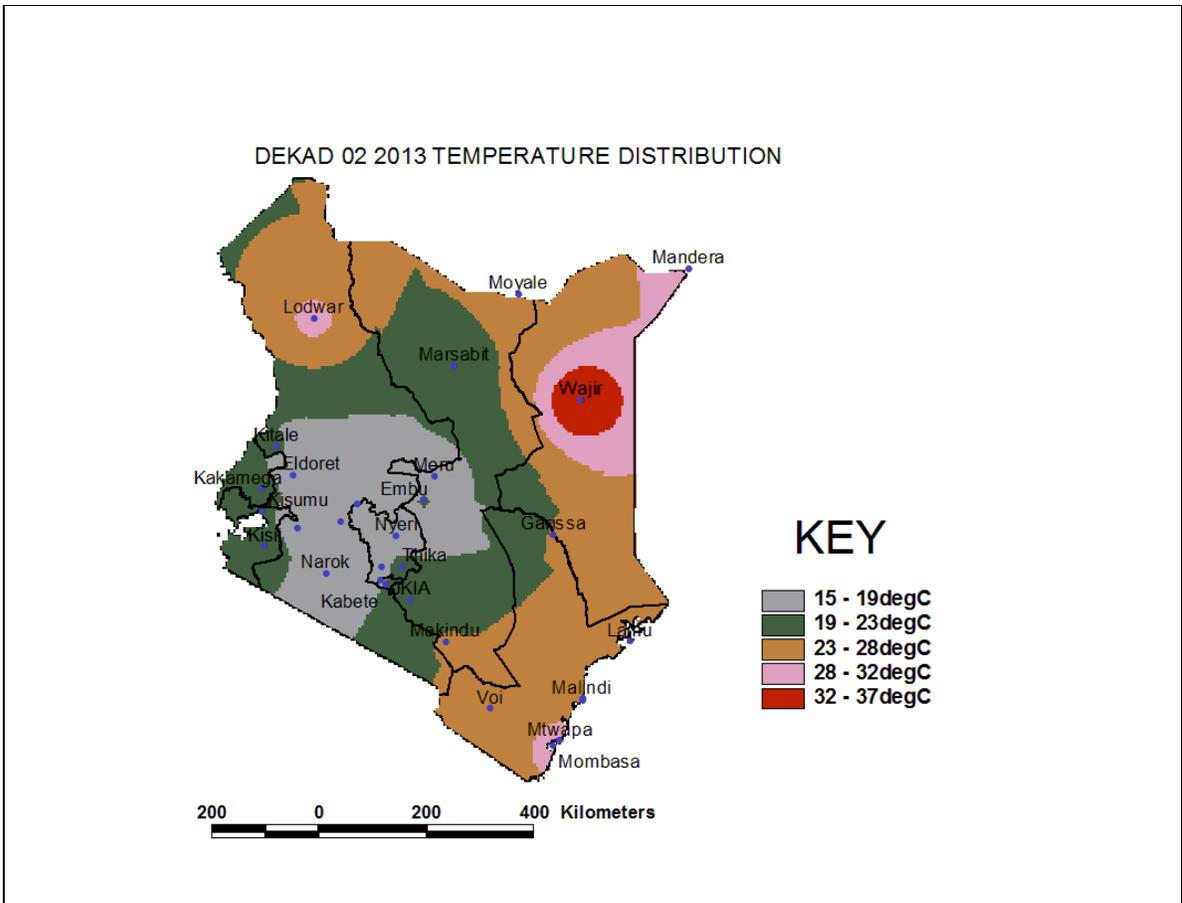 DEKAD 02 2013 TEMPERATURE DISTRIBUTION
Mandera
Moyale
Lodwar
Marsabit
Wajir
Kitale
Eldoret
Meru
Kakamega
Embu
Kisumu
Nyeri
Garissa
Kisii
Narok
Thika
JKIA
Kabete
Makindu
Lamu
Voi
Malindi
Mtwapa
Mombasa
KEY
15 - 19degC
19 - 23degC
23 - 28degC
28 - 32degC
32 - 37degC
200 0 200 400 Kilometers